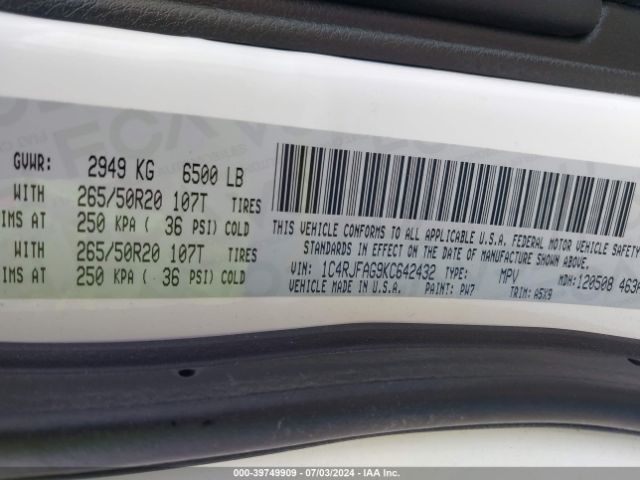 GVWR: 2949 KG 6500 LB
WITH 265/50R20 107T TIRES
IMS AT 250 KPA ( 36 PSI) COLD
WITH 265/50R20 107T TIRES
IMS AT 250 KPA ( 36 PSI) COLD
THIS VEHICLE CONFORMS TO ALL APPLICABLE U.S.A. FEDERAL MOTOR VEHICLE SAFETY
STANDARDS IN EFFECT ON THE DATE OF MANUFACTURE SHOWN ABOVE.
VIN: 1C4RJFAG9KC642432 TYPE: MPV MDH: 120508 463A
VEHICLE MADE IN U.S.A. PAINT: PW7 TRIM: A5X9
000-39749909 - 07/03/2024 - IAA Inc.